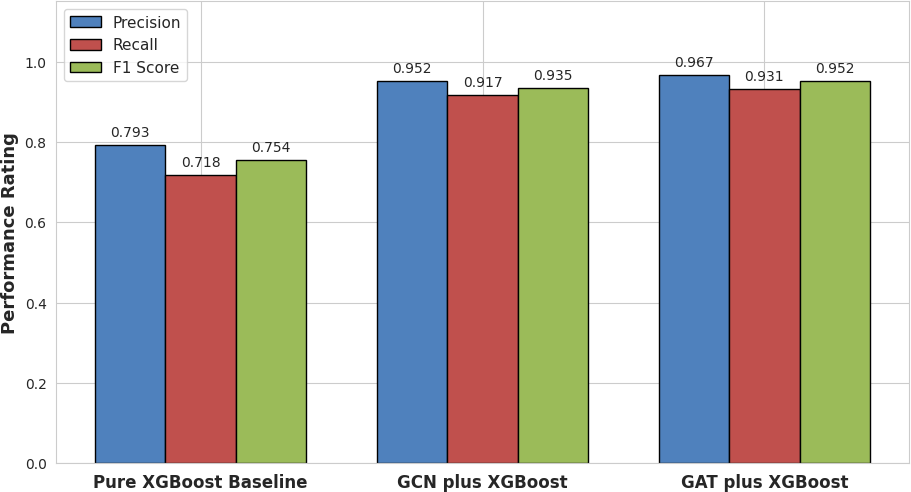 Precision
Recall
F1 Score
Performance Rating
1.0
0.8
0.6
0.4
0.2
0.0
0.793
0.718
0.754
0.952
0.917
0.935
0.967
0.931
0.952
Pure XGBoost Baseline
GCN plus XGBoost
GAT plus XGBoost